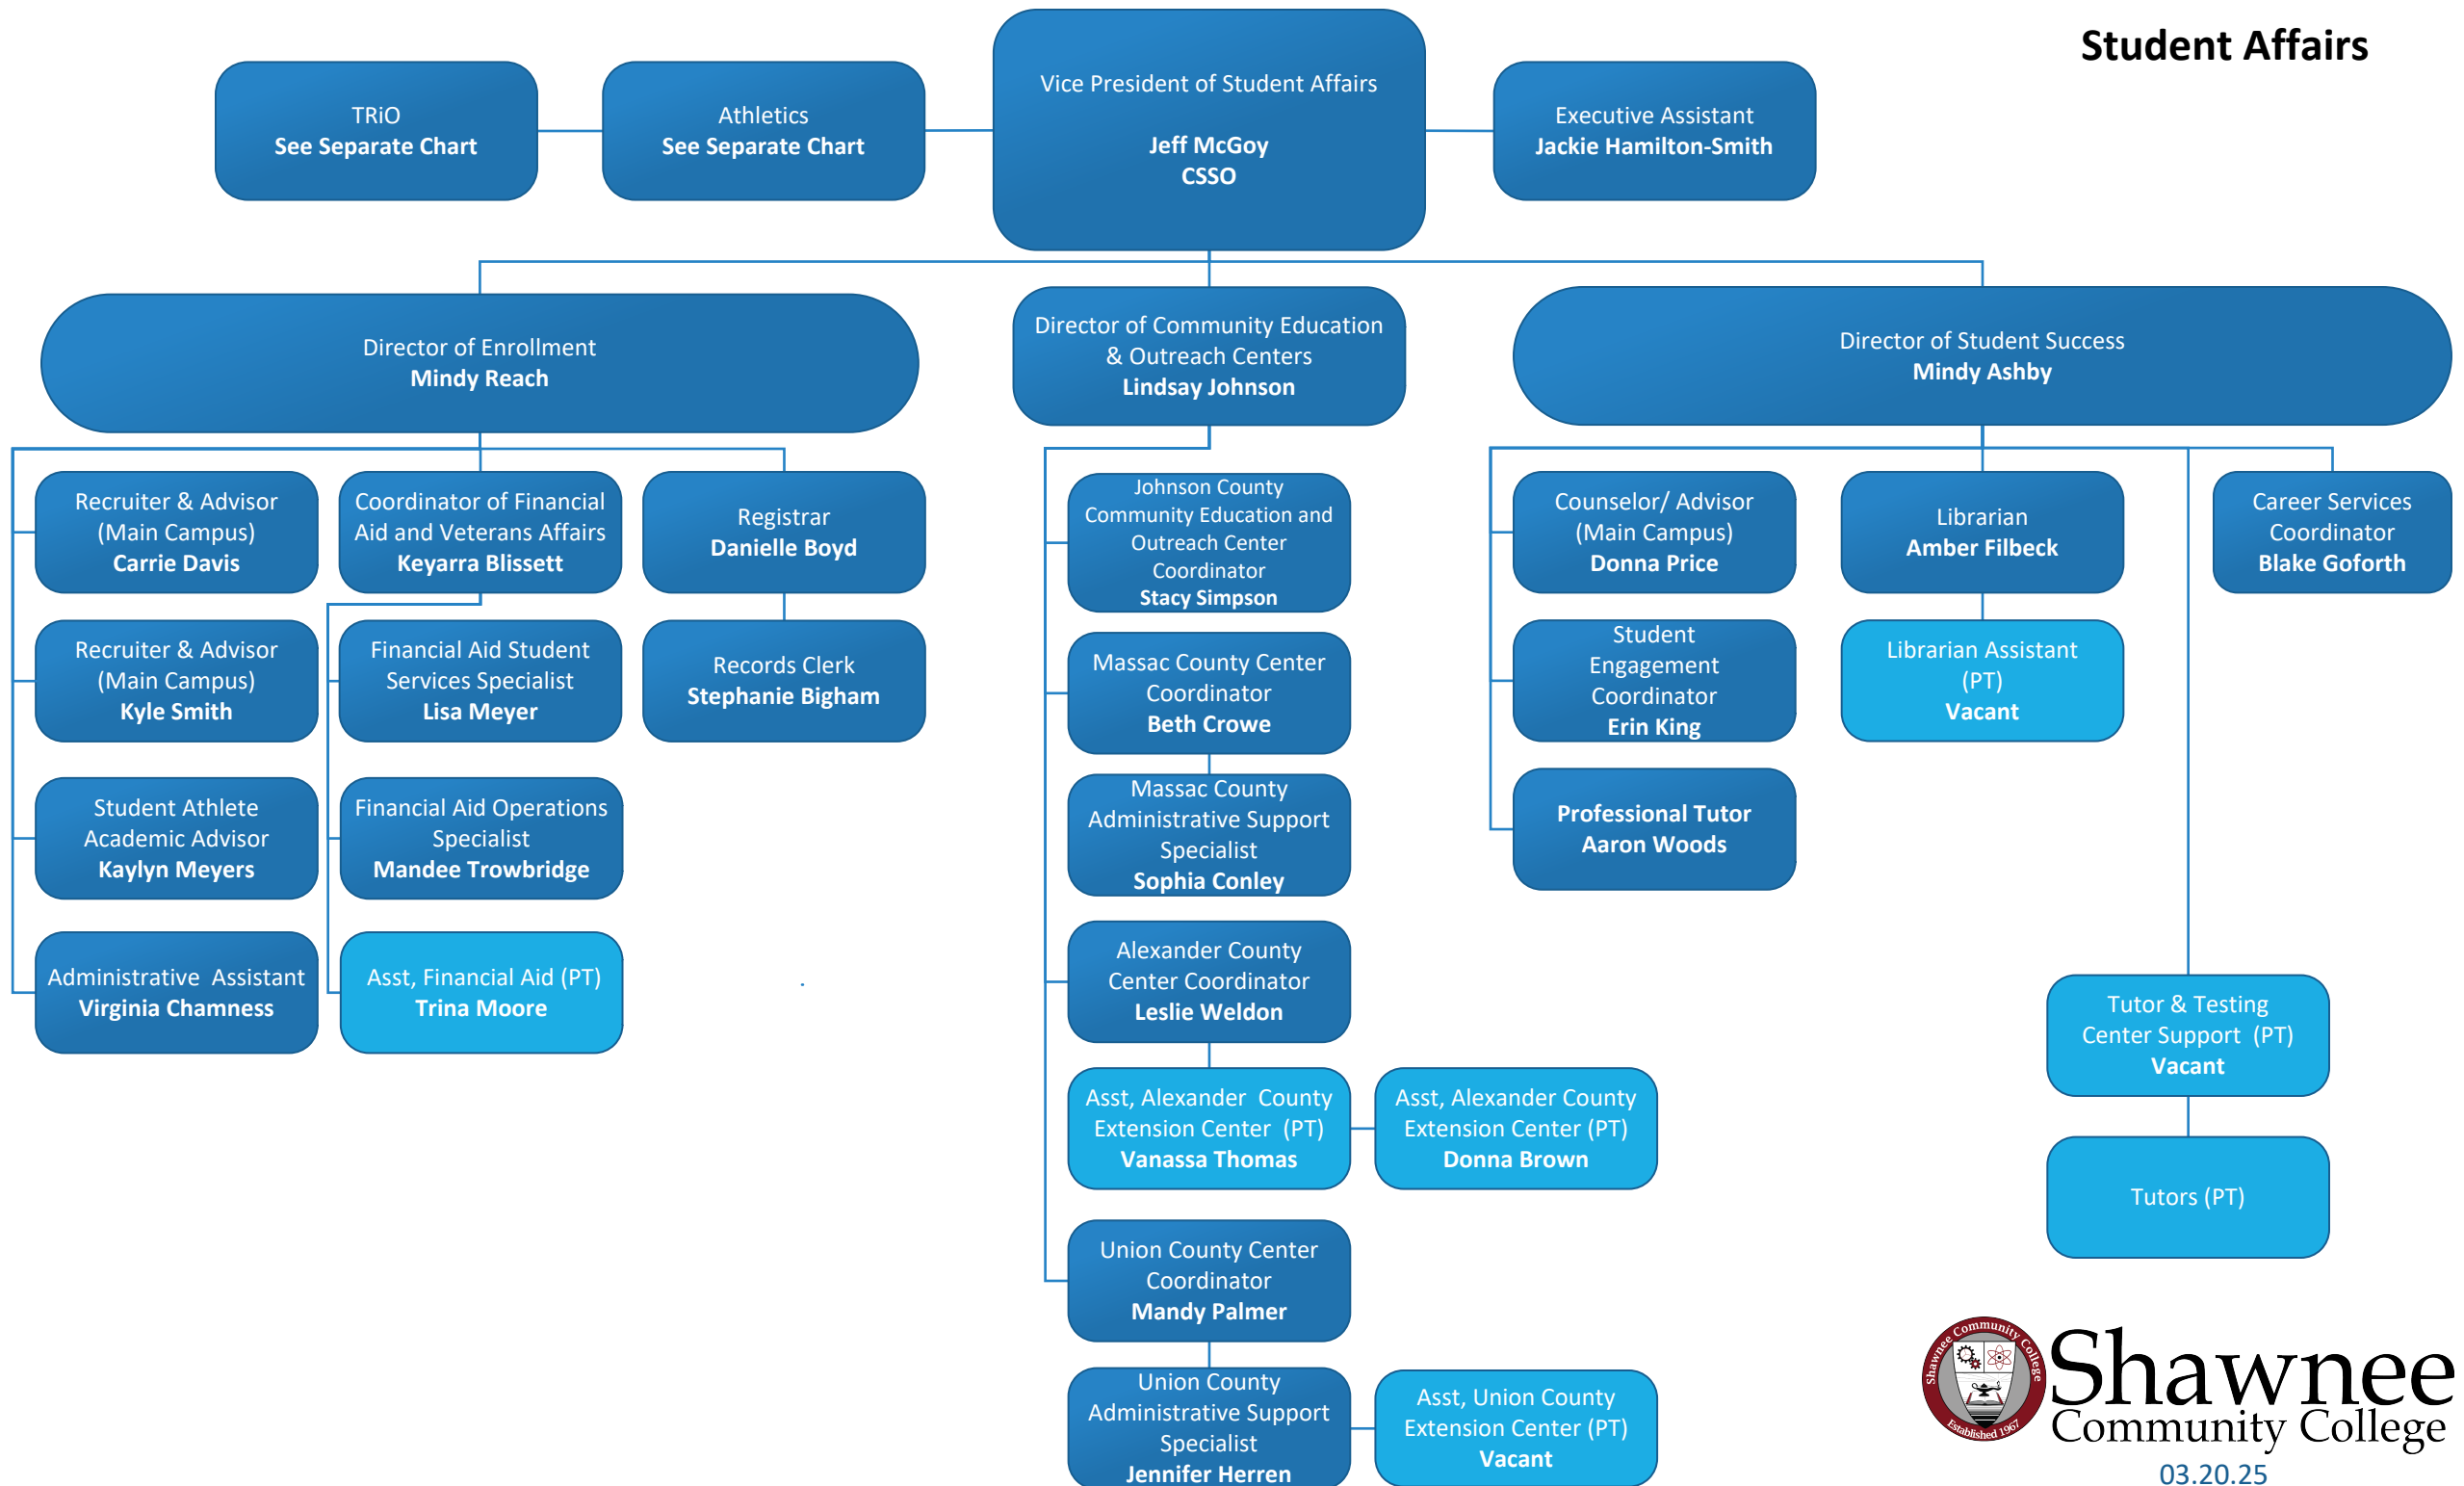 Student Affairs
TRiO
See Separate Chart
Athletics
See Separate Chart
Vice President of Student Affairs
Jeff McGoy
CSSO
Executive Assistant
Jackie Hamilton-Smith
Director of Enrollment
Mindy Reach
Director of Community Education
& Outreach Centers
Lindsay Johnson
Director of Student Success
Mindy Ashby
Recruiter & Advisor
(Main Campus)
Carrie Davis
Coordinator of Financial
Aid and Veterans Affairs
Keyarra Blissett
Registrar
Danielle Boyd
Recruiter & Advisor
(Main Campus)
Kyle Smith
Financial Aid Student
Services Specialist
Lisa Meyer
Records Clerk
Stephanie Bigham
Student Athlete
Academic Advisor
Kaylyn Meyers
Financial Aid Operations
Specialist
Mandee Trowbridge
Administrative  Assistant
Virginia Chamness
Asst, Financial Aid (PT)
Trina Moore
.
Johnson County
Community Education and
Outreach Center
Coordinator
Stacy Simpson
Massac County Center
Coordinator
Beth Crowe
Massac County
Administrative Support
Specialist
Sophia Conley
Alexander County
Center Coordinator
Leslie Weldon
Asst, Alexander  County
Extension Center  (PT)
Vanassa Thomas
Asst, Alexander County
Extension Center (PT)
Donna Brown
Union County Center
Coordinator
Mandy Palmer
Union County
Administrative Support
Specialist
Jennifer Herren
Asst, Union County
Extension Center (PT)
Vacant
Counselor/ Advisor
(Main Campus)
Donna Price
Librarian
Amber Filbeck
Career Services
Coordinator
Blake Goforth
Student
Engagement
Coordinator
Erin King
Librarian Assistant
(PT)
Vacant
Professional Tutor
Aaron Woods
Tutor & Testing
Center Support  (PT)
Vacant
Tutors (PT)
Shawnee Community College
Established 1967
Shawnee
Community College
03.20.25